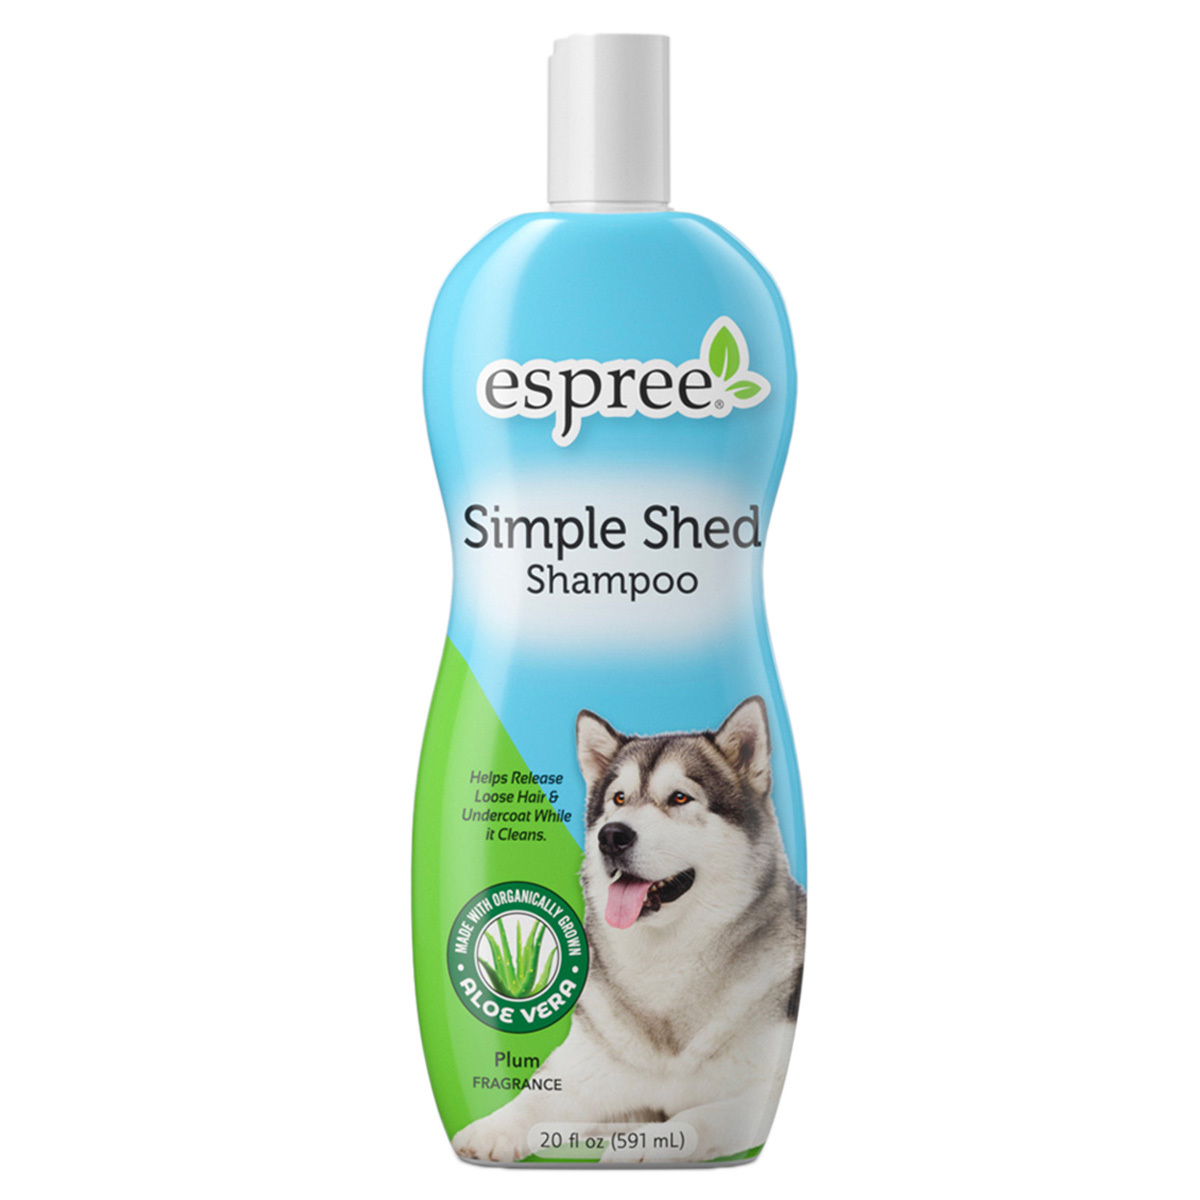 espree®
Simple Shed
Shampoo
Helps Release
Loose Hair &
Undercoat While
it Cleans.
MADE WITH ORGANICALLY GROWN
• ALOE VERA •
Plum
FRAGRANCE
20 fl oz (591 mL)